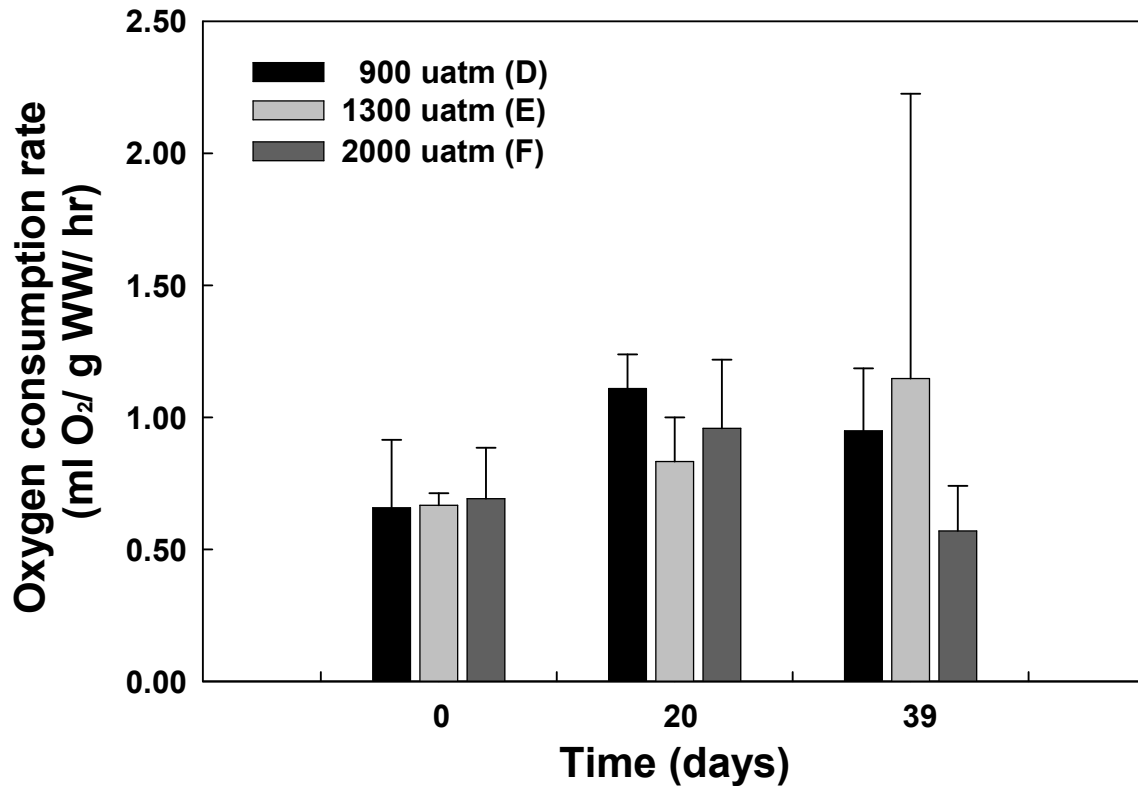 2.50
2.00
1.50
1.00
0.50
0.00
Oxygen consumption rate
(ml O₂/ g WW/ hr)
900 uatm (D)
1300 uatm (E)
2000 uatm (F)
0 20 39
Time (days)